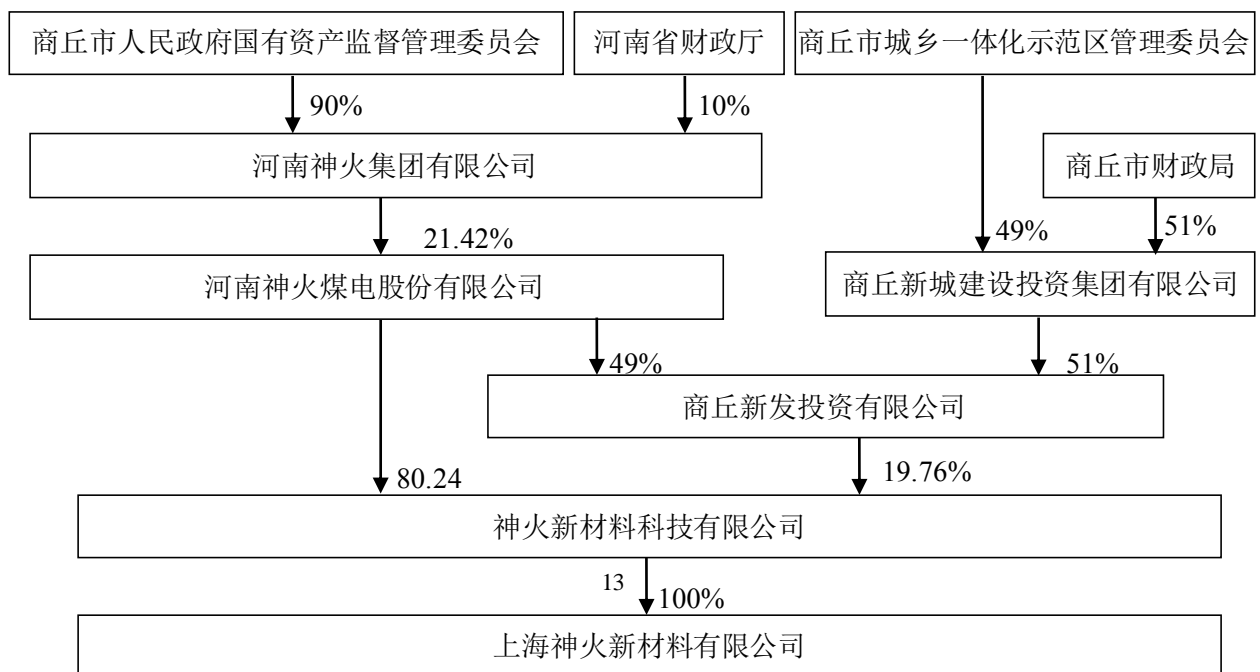 商丘市人民政府国有资产监督管理委员会
河南省财政厅
商丘市城乡一体化示范区管理委员会
90%
10%
河南神火集团有限公司
商丘市财政局
21.42%
49%
51%
河南神火煤电股份有限公司
商丘新城建设投资集团有限公司
49%
51%
商丘新发投资有限公司
80.24
19.76%
神火新材料科技有限公司
13
100%
上海神火新材料有限公司